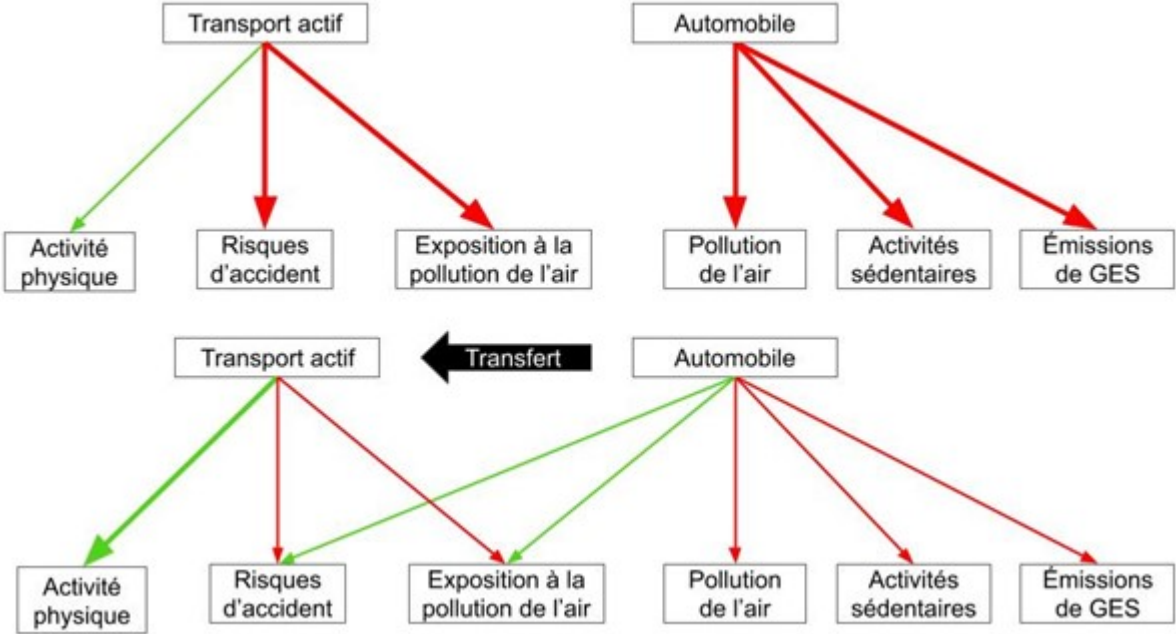 Transport actif
Automobile
Activité
physique
Risques
d'accident
Exposition à la
pollution de l'air
Pollution
de l'air
Activités
sédentaires
Émissions
de GES
Transport actif
Transfert
Automobile
Activité
physique
Risques
d'accident
Exposition à la
pollution de l'air
Pollution
de l'air
Activités
sédentaires
Émissions
de GES